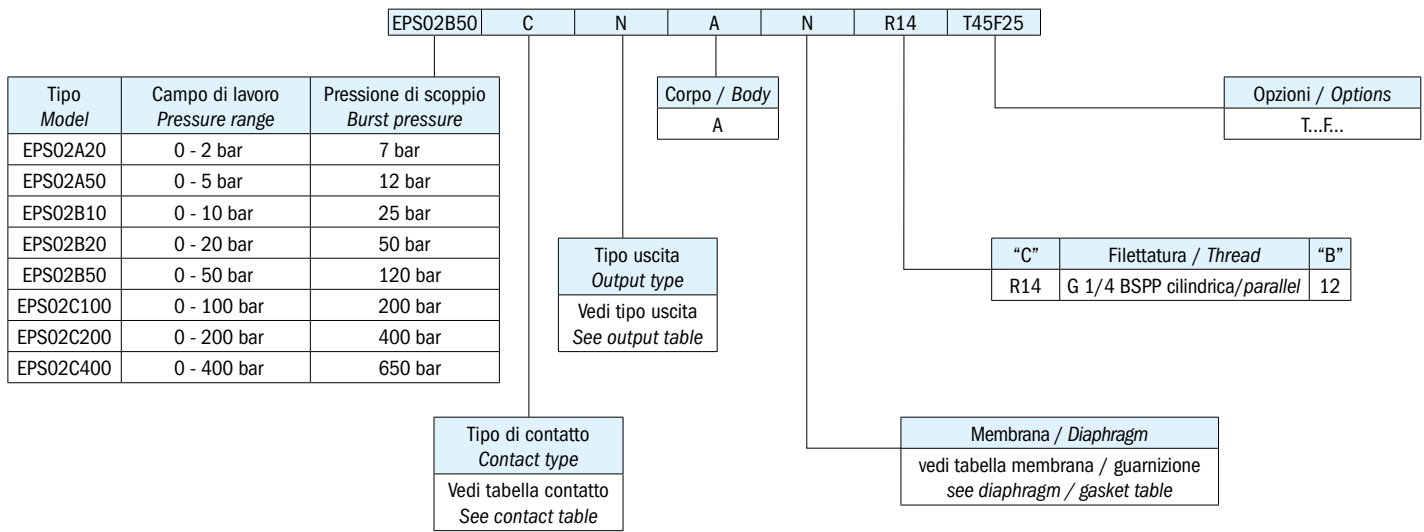 EPS02B50 C N A N R14 T45F25
Tipo Campo di lavoro Pressione di scoppio
Model Pressure range Burst pressure
EPS02A20 0 - 2 bar 7 bar
EPS02A50 0 - 5 bar 12 bar
EPS02B10 0 - 10 bar 25 bar
EPS02B20 0 - 20 bar 50 bar
EPS02B50 0 - 50 bar 120 bar
EPS02C100 0 - 100 bar 200 bar
EPS02C200 0 - 200 bar 400 bar
EPS02C400 0 - 400 bar 650 bar
Corpo / Body
A
Opzioni / Options
T...F...
Tipo uscita
Output type
Vedi tipo uscita
See output table
“C” Filettatura / Thread “B”
R14 G 1/4 BSPP cilindrica/parallel 12
Tipo di contatto
Contact type
Vedi tabella contatto
See contact table
Membrana / Diaphragm
vedi tabella membrana / guarnizione
see diaphragm / gasket table